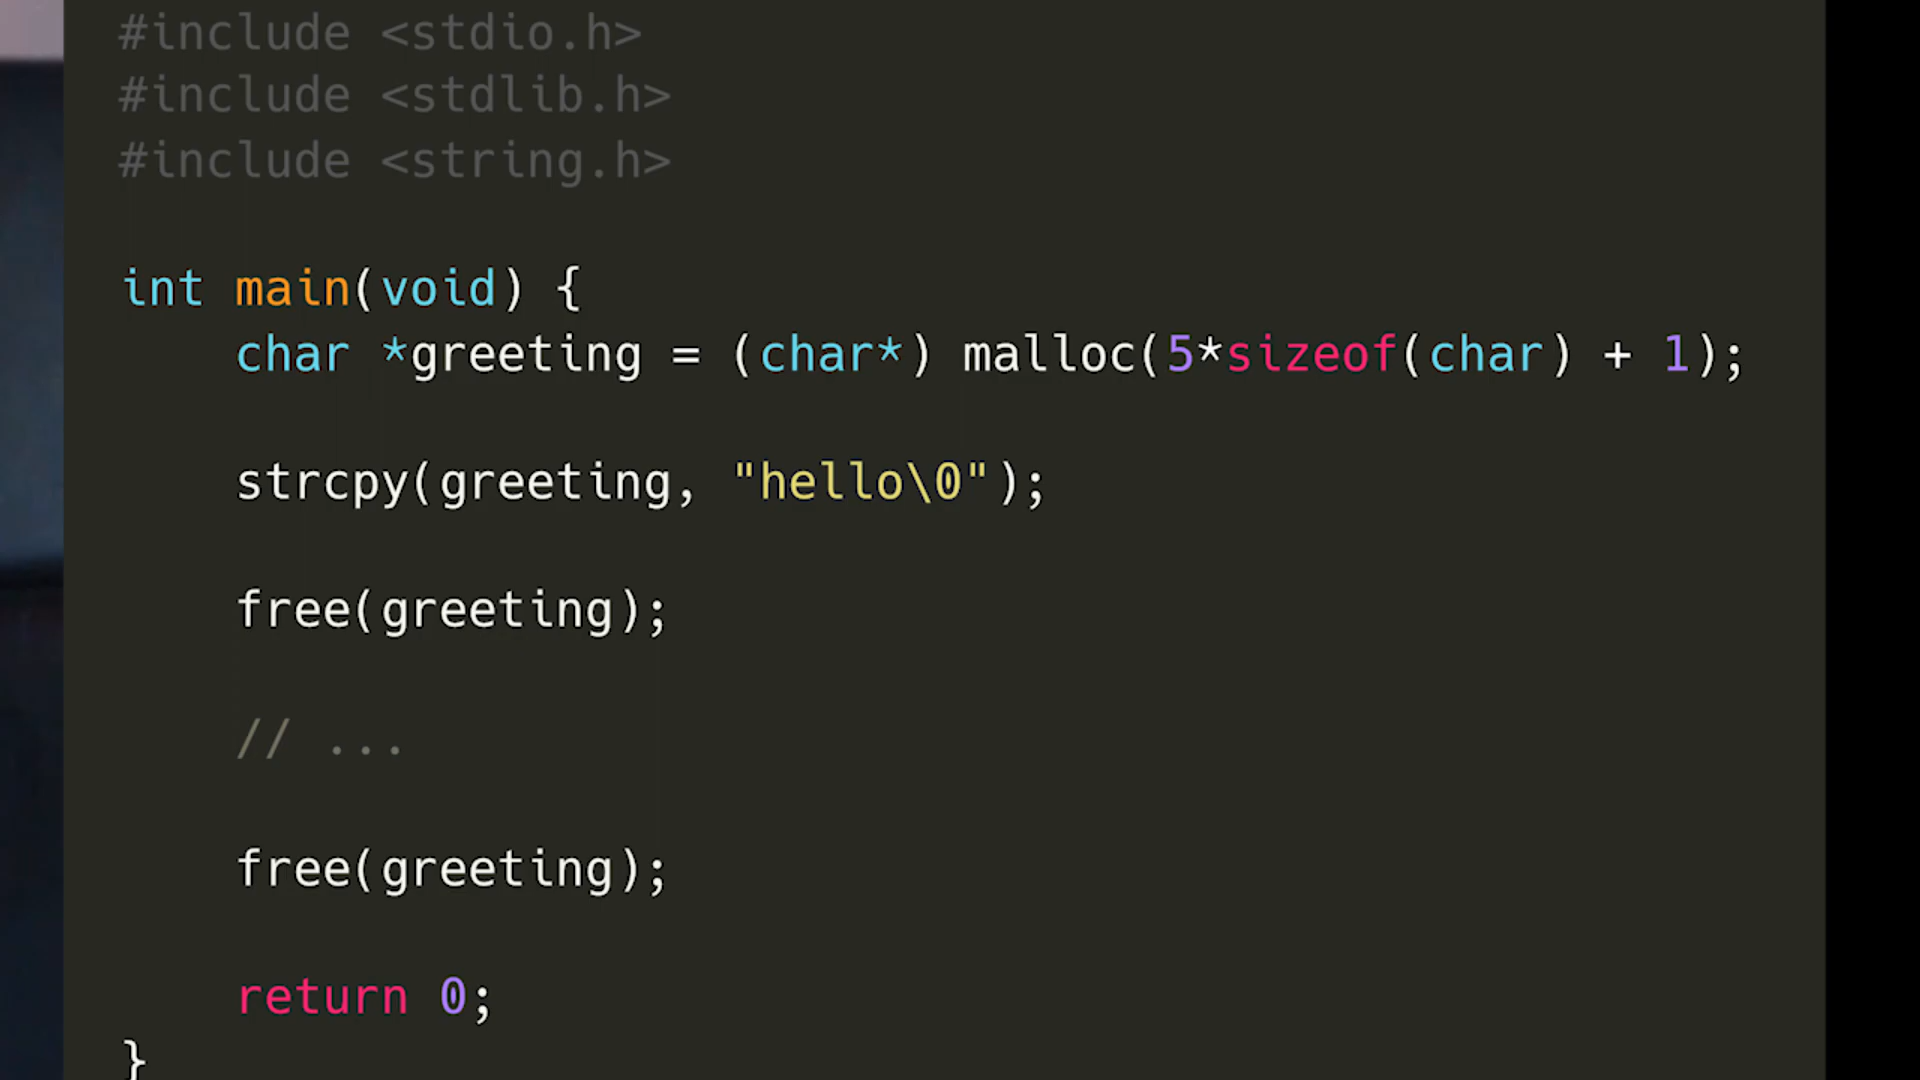 #include <stdio.h>
#include <stdlib.h>
#include <string.h>
int main(void) {
char *greeting = (char*) malloc(5*sizeof(char) + 1);
strcpy(greeting, "hello\0");
free(greeting);
// ...
free(greeting);
return 0;
}